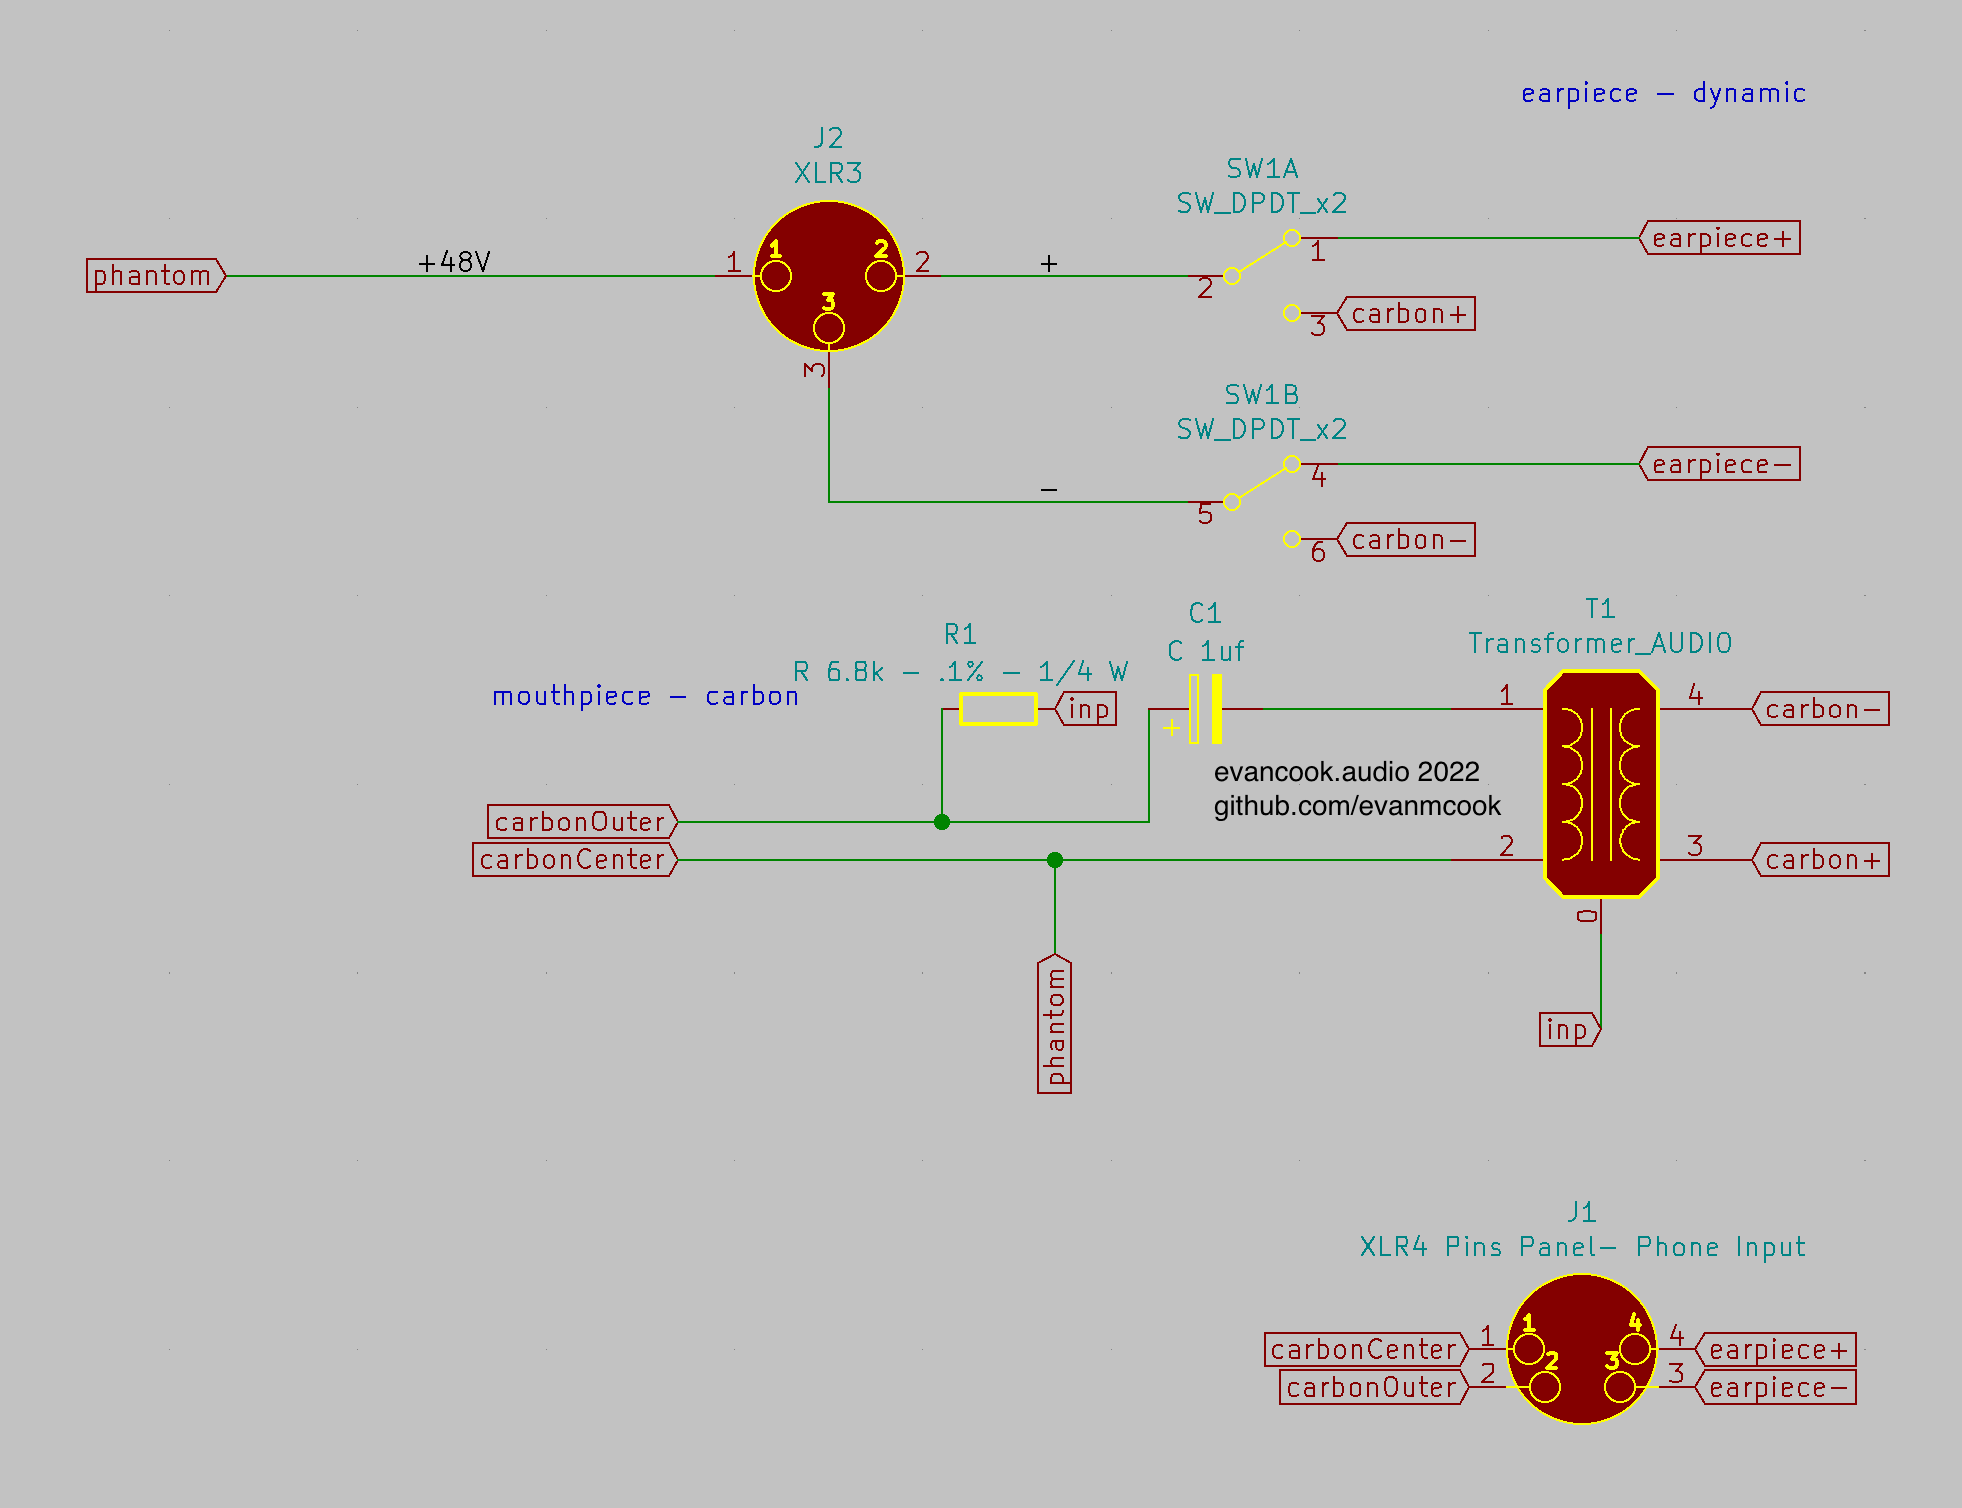 earpiece - dynamic
J2
XLR3
SW1A
SW_DPDT_x2
phantom
+48V
1
1
2
3
2
3
+
2
1
earpiece+
3
carbon+
SW1B
SW_DPDT_x2
-
5
4
earpiece-
6
carbon-
mouthpiece - carbon
R1
R 6.8k - .1% - 1/4 W
inp
C1
C 1uf
+
T1
Transformer_AUDIO
1
4
carbon-
evancook.audio 2022
github.com/evanmcook
carbonOuter
carbonCenter
2
3
carbon+
0
phantom
inp
J1
XLR4 Pins Panel- Phone Input
carbonCenter
1
1
4
4
earpiece+
carbonOuter
2
2
3
3
earpiece-